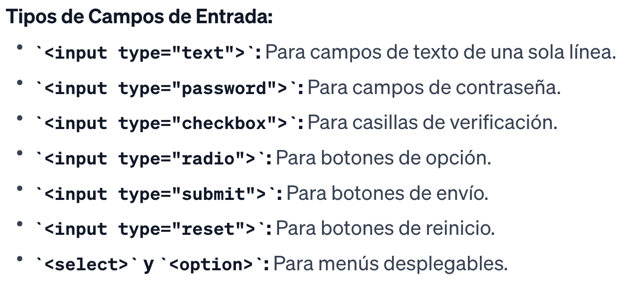 Tipos de Campos de Entrada:
• `<input type="text">`: Para campos de texto de una sola línea.
• `<input type="password">`: Para campos de contraseña.
• `<input type="checkbox">`: Para casillas de verificación.
• `<input type="radio">`: Para botones de opción.
• `<input type="submit">`: Para botones de envío.
• `<input type="reset">`: Para botones de reinicio.
• `<select>` y `<option>`: Para menús desplegables.